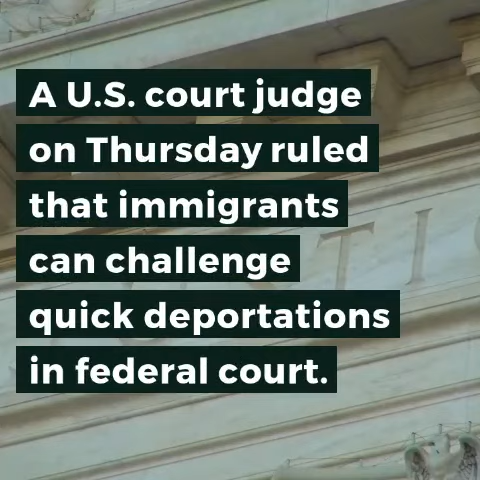 A U.S. court judge
on Thursday ruled
that immigrants
can challenge
quick deportations
in federal court.